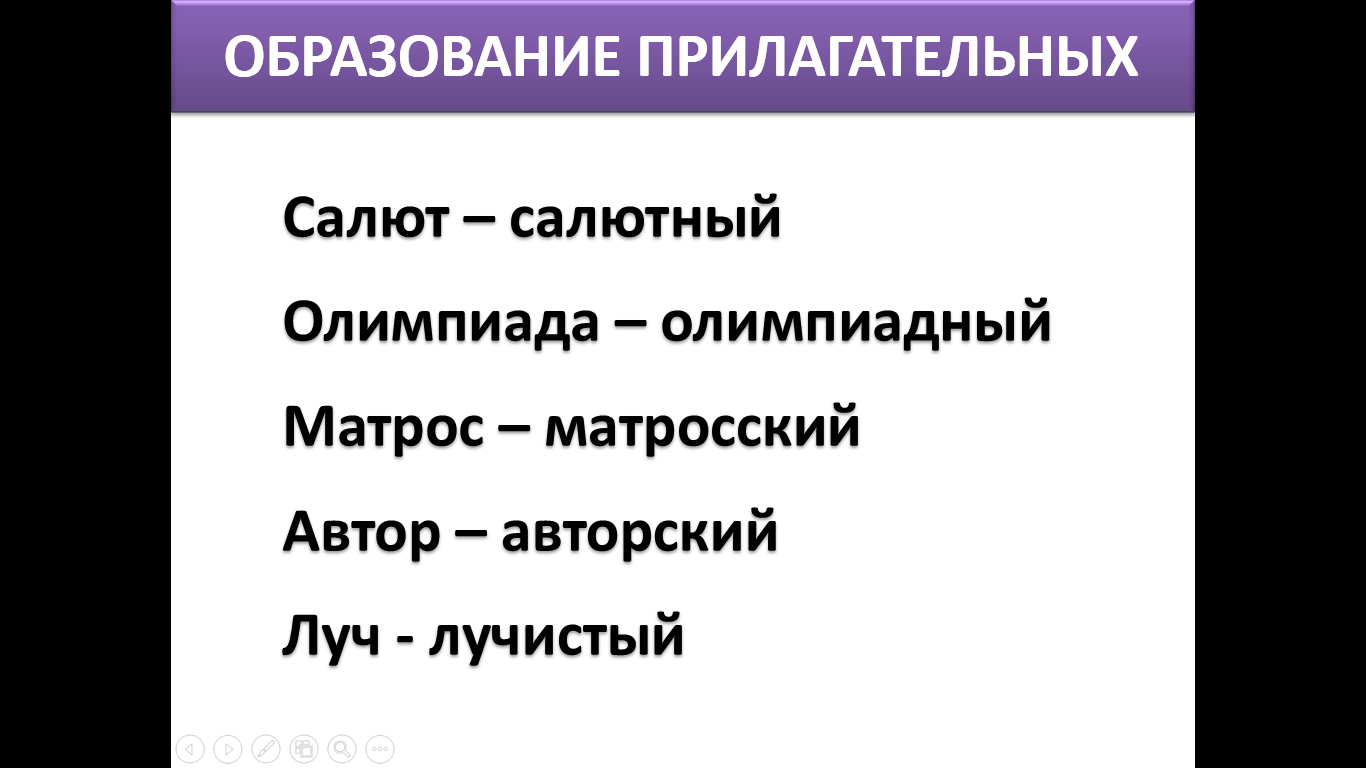 ОБРАЗОВАНИЕ ПРИЛАГАТЕЛЬНЫХ
Салют – салютный
Олимпиада – олимпиадный
Матрос – матросский
Автор – авторский
Луч - лучистый